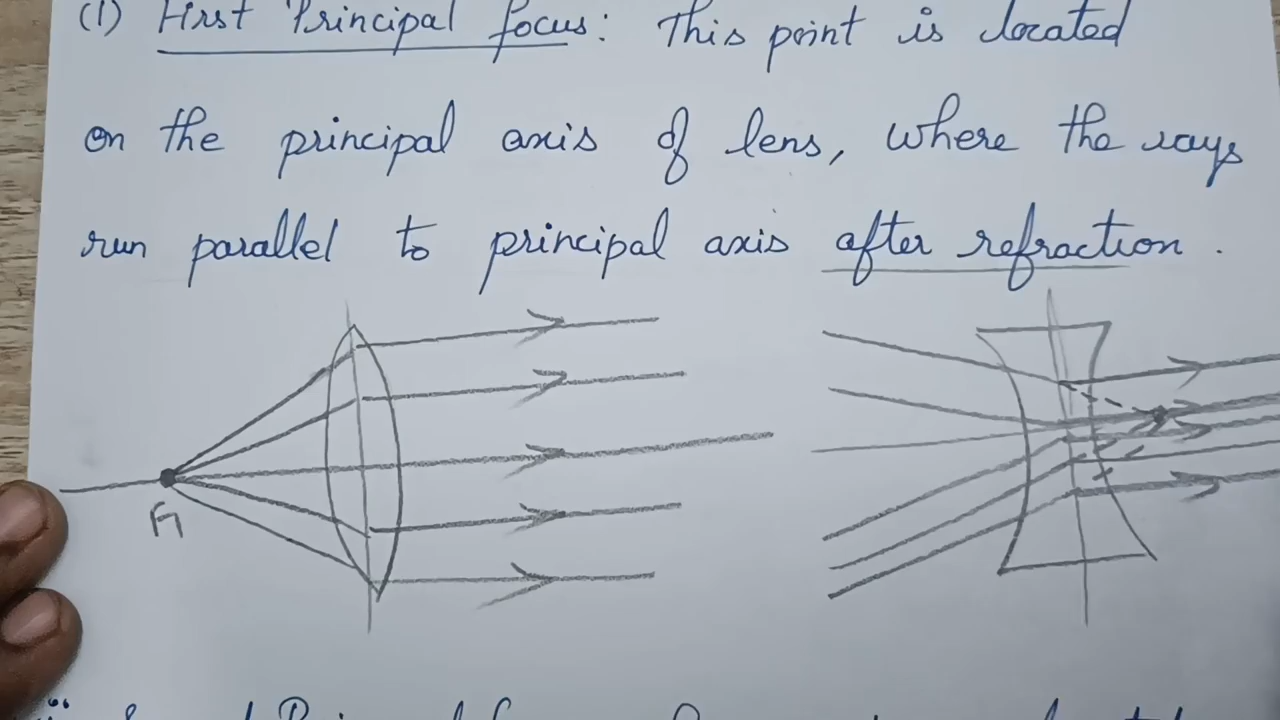 (1) First Principal focus: This point is located
on the principal axis of lens, where the rays
run parallel to principal axis after refraction.
F1